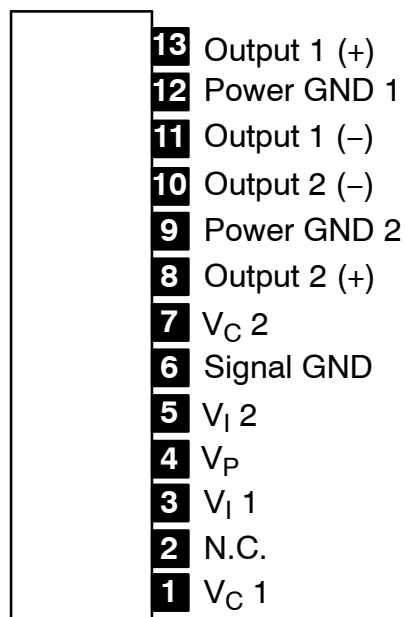 13 Output 1 (+)
12 Power GND 1
11 Output 1 (−)
10 Output 2 (−)
9 Power GND 2
8 Output 2 (+)
7 VC 2
6 Signal GND
5 VI 2
4 VP
3 VI 1
2 N.C.
1 VC 1